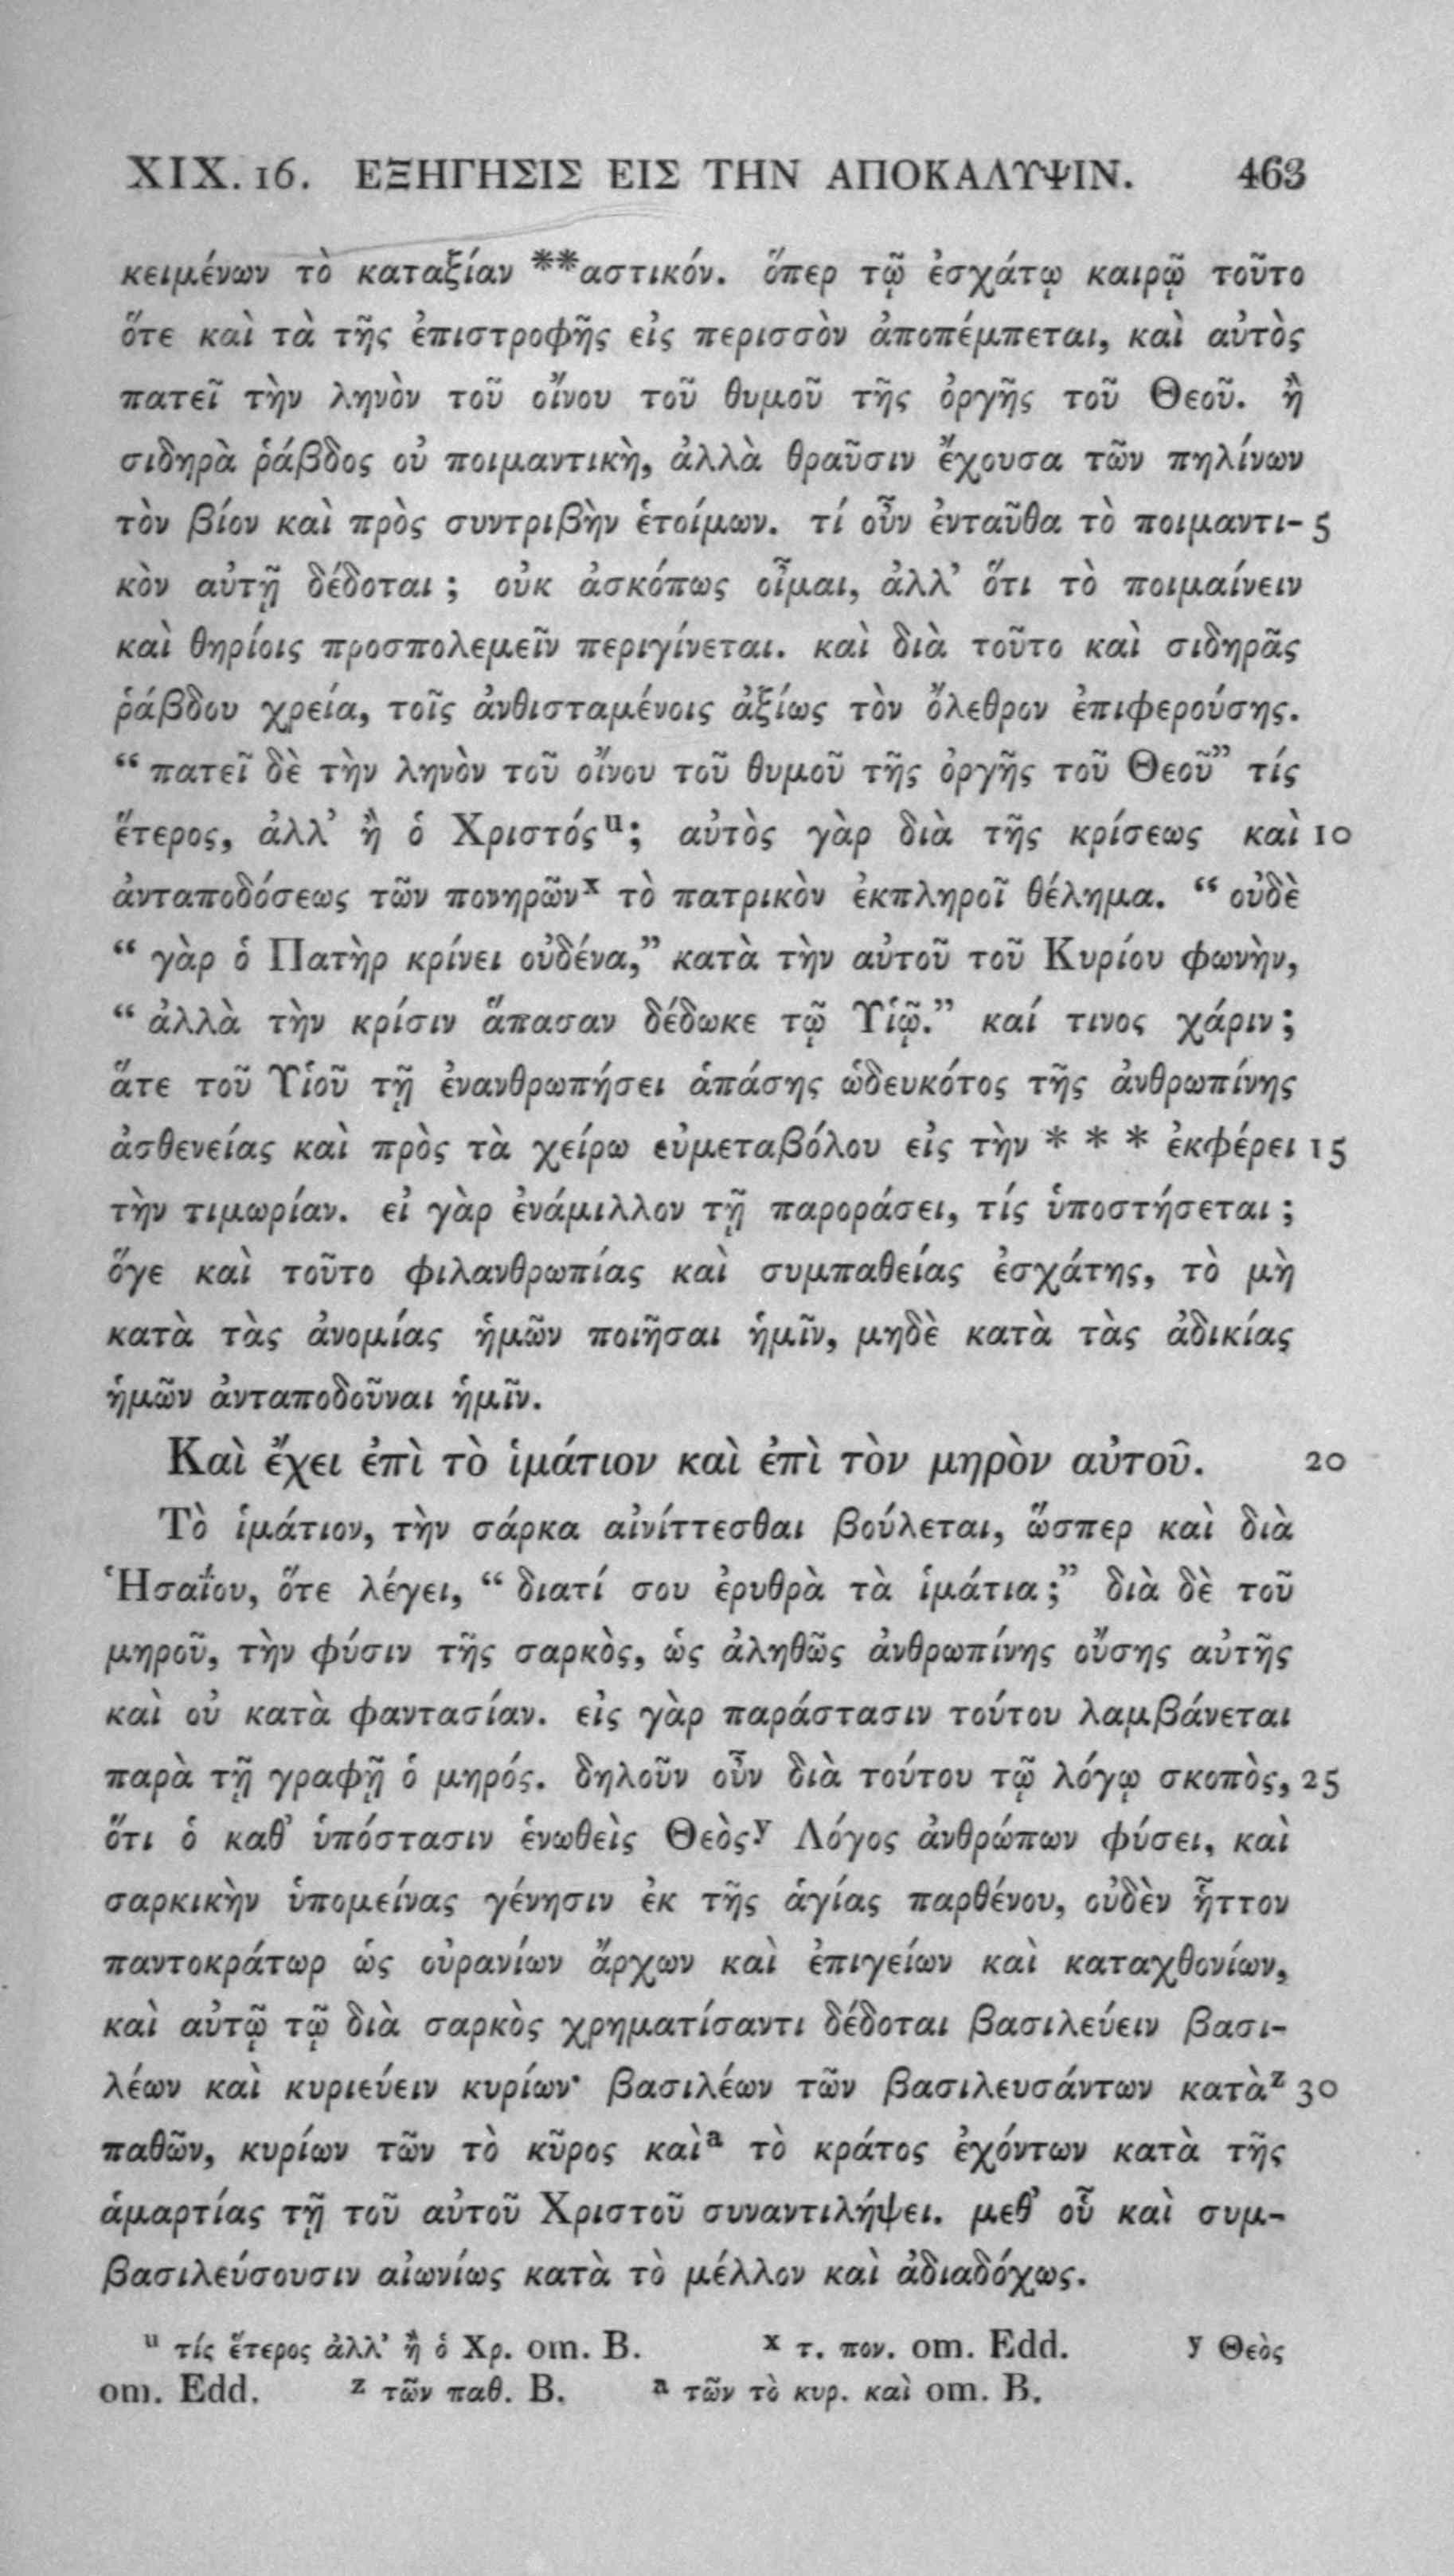 XIX. 16. ΕΞΗΓΗΣΙΣ ΕΙΣ ΤΗΝ ΑΠΟΚΑΛΥΨΙΝ. 463
κειμένων τὸ καταξίαν **αστικόν. ὅπερ τῷ ἐσχάτῳ καιρῷ τοῦτο
ὅτε καὶ τὰ τῆς ἐπιστροφῆς εἰς περισσὸν ἀποπέμπεται, καὶ αὐτὸς
πατεῖ τὴν ληνὸν τοῦ οἴνου τοῦ θυμοῦ τῆς ὀργῆς τοῦ Θεοῦ. ἢ
σιδηρὰ ῥάβδος οὐ ποιμαντικὴ, ἀλλὰ θραῦσιν ἔχουσα τῶν πηλίνων
τὸν βίον καὶ πρὸς συντριβὴν ἑτοίμων. τί οὖν ἐνταῦθα τὸ ποιμαντι- 5
κὸν αὐτῇ δέδοται ; οὐκ ἀσκόπως οἶμαι, ἀλλ’ ὅτι τὸ ποιμαίνειν
καὶ θηρίοις προσπολεμεῖν περιγίνεται. καὶ διὰ τοῦτο καὶ σιδηρᾶς
ῥάβδου χρεία, τοῖς ἀνθισταμένοις ἀξίως τὸν ὄλεθρον ἐπιφερούσης.
“ πατεῖ δὲ τὴν ληνὸν τοῦ οἴνου τοῦ θυμοῦ τῆς ὀργῆς τοῦ Θεοῦ” τίς
ἕτερος, ἀλλ’ ἢ ὁ Χριστός u; αὐτὸς γὰρ διὰ τῆς κρίσεως καὶ 10
ἀνταποδόσεως τῶν πονηρῶν x τὸ πατρικὸν ἐκπληροῖ θέλημα. “ οὐδὲ
“ γὰρ ὁ Πατὴρ κρίνει οὐδένα,” κατὰ τὴν αὐτοῦ τοῦ Κυρίου φωνὴν,
“ ἀλλὰ τὴν κρίσιν ἅπασαν δέδωκε τῷ Υἱῷ.” καί τινος χάριν ;
ἅτε τοῦ Υἱοῦ τῇ ἐνανθρωπήσει ἁπάσης ὡδευκότος τῆς ἀνθρωπίνης
ἀσθενείας καὶ πρὸς τὰ χείρω εὐμεταβόλου εἰς τὴν * * * ἐκφέρει 15
τὴν τιμωρίαν. εἰ γὰρ ἐνάμιλλον τῇ παροράσει, τίς ὑποστήσεται ;
ὅγε καὶ τοῦτο φιλανθρωπίας καὶ συμπαθείας ἐσχάτης, τὸ μὴ
κατὰ τὰς ἀνομίας ἡμῶν ποιῆσαι ἡμῖν, μηδὲ κατὰ τὰς ἀδικίας
ἡμῶν ἀνταποδοῦναι ἡμῖν.
Καὶ ἔχει ἐπὶ τὸ ἱμάτιον καὶ ἐπὶ τὸν μηρὸν αὐτοῦ. 20
Τὸ ἱμάτιον, τὴν σάρκα αἰνίττεσθαι βούλεται, ὥσπερ καὶ διὰ
Ἡσαΐου, ὅτε λέγει, “ διατί σου ἐρυθρὰ τὰ ἱμάτια ;” διὰ δὲ τοῦ
μηροῦ, τὴν φύσιν τῆς σαρκὸς, ὡς ἀληθῶς ἀνθρωπίνης οὔσης αὐτῆς
καὶ οὐ κατὰ φαντασίαν. εἰς γὰρ παράστασιν τούτου λαμβάνεται
παρὰ τῇ γραφῇ ὁ μηρός. δηλοῦν οὖν διὰ τούτου τῷ λόγῳ σκοπὸς, 25
ὅτι ὁ καθ’ ὑπόστασιν ἑνωθεὶς Θεὸς y Λόγος ἀνθρώπων φύσει, καὶ
σαρκικὴν ὑπομείνας γένησιν ἐκ τῆς ἁγίας παρθένου, οὐδὲν ἧττον
παντοκράτωρ ὡς οὐρανίων ἄρχων καὶ ἐπιγείων καὶ καταχθονίων,
καὶ αὐτῷ τῷ διὰ σαρκὸς χρηματίσαντι δέδοται βασιλεύειν βασι-
λέων καὶ κυριεύειν κυρίων· βασιλέων τῶν βασιλευσάντων κατὰ z 30
παθῶν, κυρίων τῶν τὸ κῦρος καὶ a τὸ κράτος ἐχόντων κατὰ τῆς
ἁμαρτίας τῇ τοῦ αὐτοῦ Χριστοῦ συναντιλήψει. μεθ’ οὗ καὶ συμ-
βασιλεύσουσιν αἰωνίως κατὰ τὸ μέλλον καὶ ἀδιαδόχως.
u τίς ἕτερος ἀλλ’ ἢ ὁ Χρ. om. B. x τ. πον. om. Edd. y Θεὸς
om. Edd. z τῶν παθ. B. a τῶν τὸ κυρ. καὶ om. B.